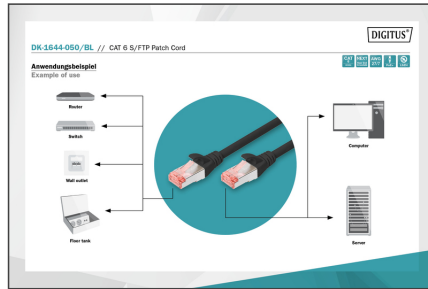 DIGITUS®
DK-1644-050/BL // CAT 6 S/FTP Patch Cord
Anwendungsbeispiel
Example of use
Router
Switch
Wall outlet
Floor tank
Computer
Server